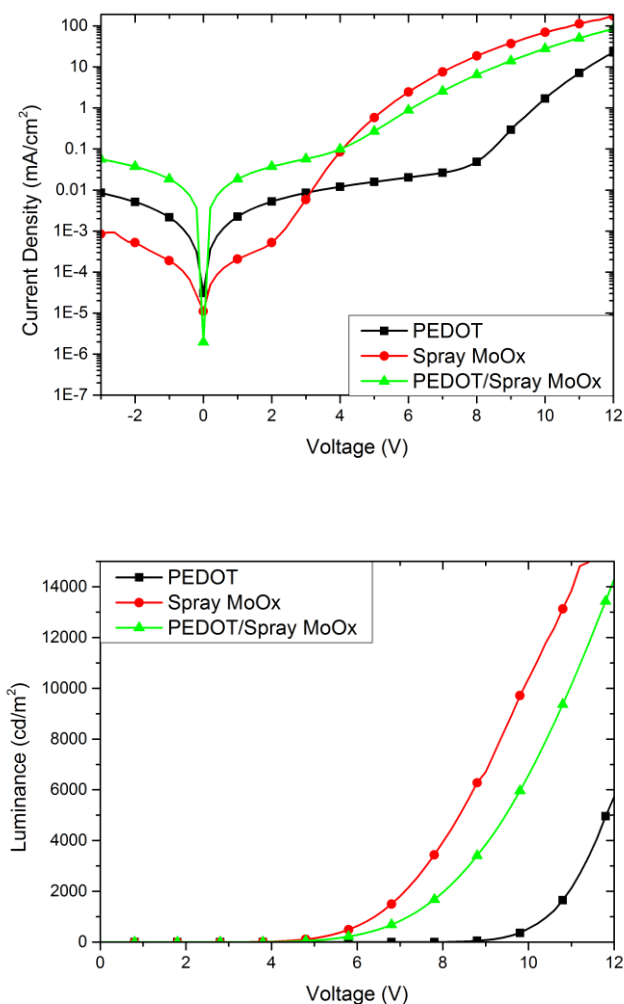 100
10
1
0.1
0.01
1E-3
1E-4
1E-5
1E-6
1E-7
Current Density (mA/cm²)
PEDOT
Spray MoOx
PEDOT/Spray MoOx
-2 0 2 4 6 8 10 12
Voltage (V)
PEDOT
Spray MoOx
PEDOT/Spray MoOx
14000
12000
10000
8000
6000
4000
2000
0
Luminance (cd/m²)
0 2 4 6 8 10 12
Voltage (V)